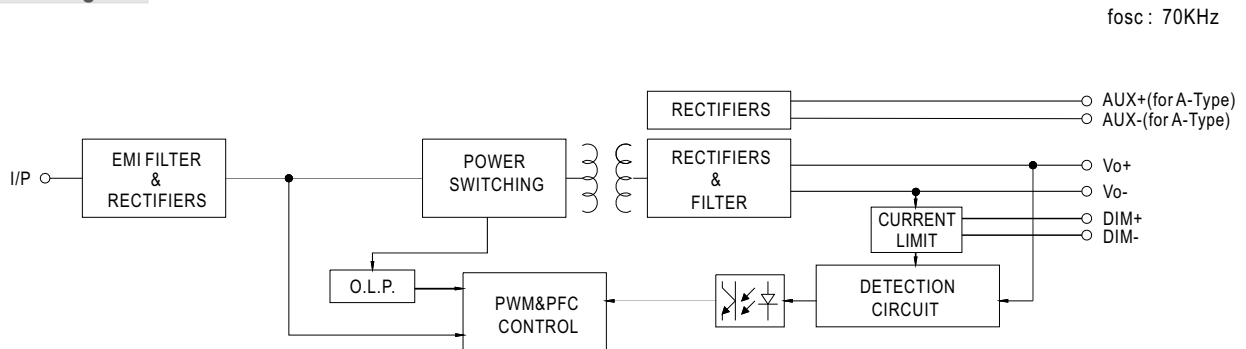 fosc : 70KHz
RECTIFIERS
AUX+(for A-Type)
AUX-(for A-Type)
I/P
EMI FILTER
&
RECTIFIERS
POWER
SWITCHING
RECTIFIERS
&
FILTER
Vo+
Vo-
CURRENT
LIMIT
DIM+
DIM-
O.L.P.
PWM&PFC
CONTROL
DETECTION
CIRCUIT